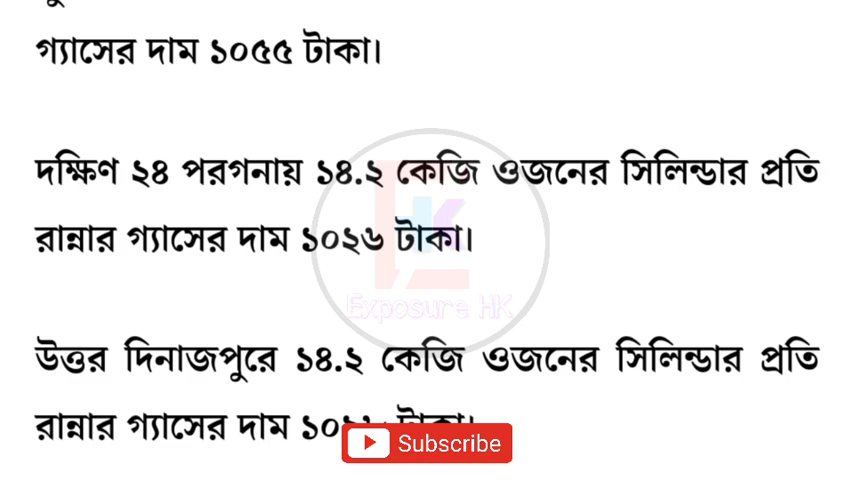 গ্যাসের দাম ১০৫৫ টাকা।
দক্ষিণ ২৪ পরগনায় ১৪.২ কেজি ওজনের সিলিন্ডার প্রতি
রান্নার গ্যাসের দাম ১০২৬ টাকা।
Exposure HK
উত্তর দিনাজপুরে ১৪.২ কেজি ওজনের সিলিন্ডার প্রতি
রান্নার গ্যাসের দাম টাকা।
Subscribe